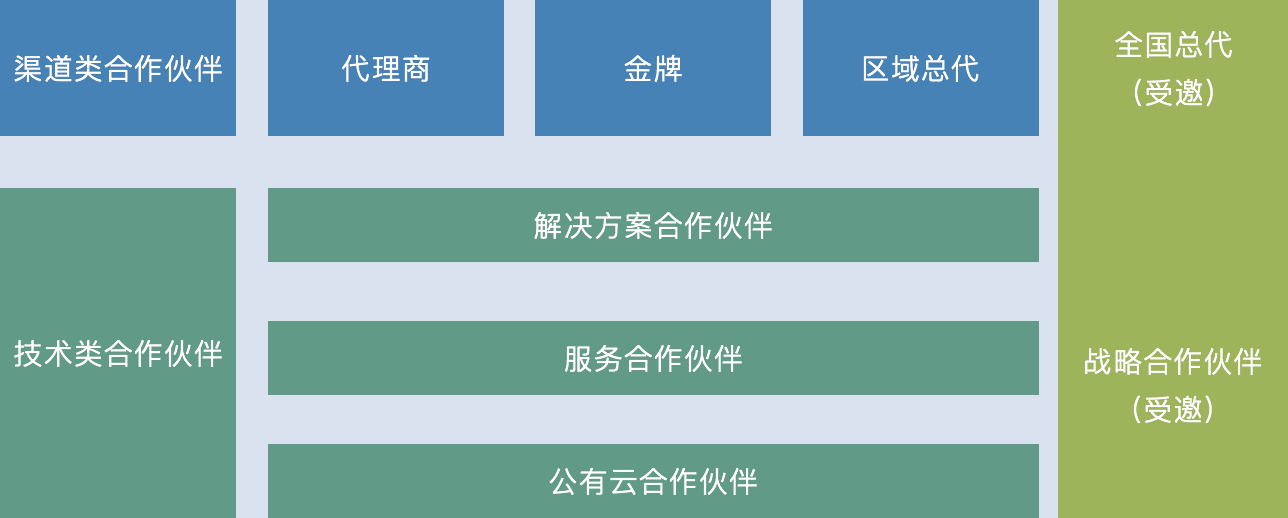 渠道类合作伙伴
代理商
金牌
区域总代
全国总代
（受邀）
技术类合作伙伴
解决方案合作伙伴
服务合作伙伴
公有云合作伙伴
战略合作伙伴
（受邀）